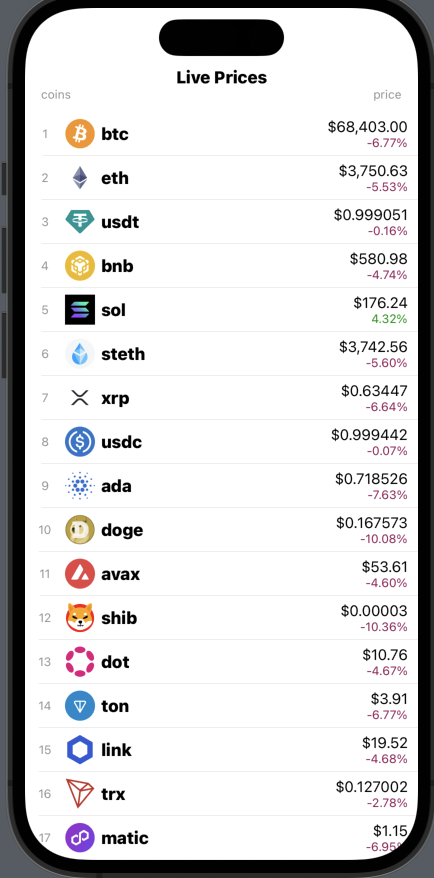 Live Prices
coins price
1 btc $68,403.00
-6.77%
2 eth $3,750.63
-5.53%
3 usdt $0.999051
-0.16%
4 bnb $580.98
-4.74%
5 sol $176.24
4.32%
6 steth $3,742.56
-5.60%
7 xrp $0.63447
-6.64%
8 usdc $0.999442
-0.07%
9 ada $0.718526
-7.63%
10 doge $0.167573
-10.08%
11 avax $53.61
-4.60%
12 shib $0.00003
-10.36%
13 dot $10.76
-4.67%
14 ton $3.91
-6.77%
15 link $19.52
-4.68%
16 trx $0.127002
-2.78%
17 matic $1.15
-6.95%